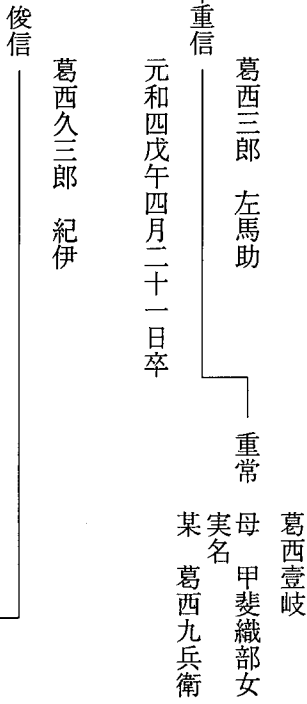 重信
葛西三郎 左馬助
元和四戊午四月二十一日卒
重常
葛西壹岐
母 甲斐織部女
実名
某 葛西九兵衛
俊信
葛西久三郎 紀伊